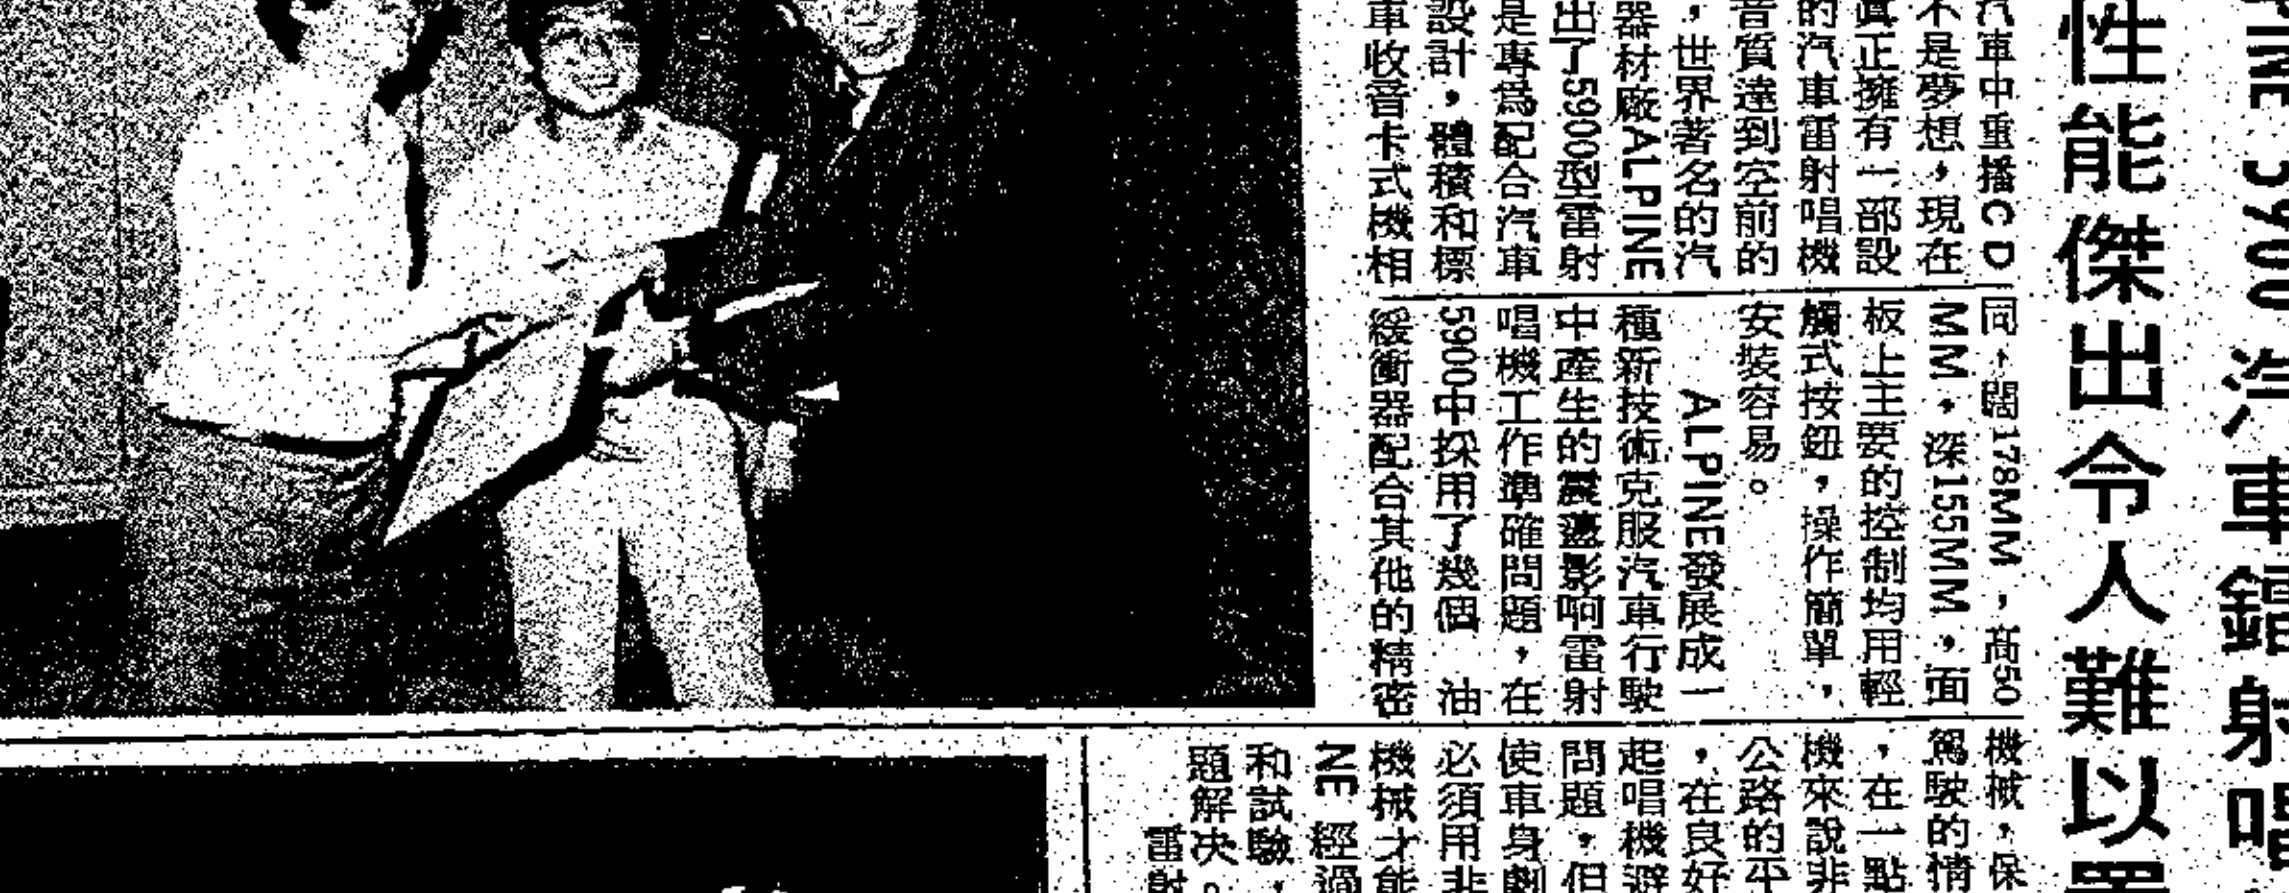 PINE 5900 汽車鐳射唱
性能傑出令人難以置
汽車中重播CD
不是夢想，現在
眞正擁有一部設
的汽車雷射唱機
音質達到空前的
，世界著名的汽
器材廠ALPINE
出了5900型雷射
是專爲配合汽車
設計，體積和標
車收音卡式機相
同，闊178MM，高50
MM，深155MM，面
板上主要的控制均用輕
觸式按鈕，操作簡單，
安裝容易。
ALPINE發展成一
種新技術克服汽車行駛
中產生的震盪影响雷射
唱機工作準確問題，在
5900中採用了幾個 油
緩衝器配合其他的精密
機械，保
駕駛的情
，在一點
機來說非
公路的平
，在良好
起唱機避
問題，但
使車身劇
必須用非
機械才能
NE 經過
和試驗，
題解决。
雷射